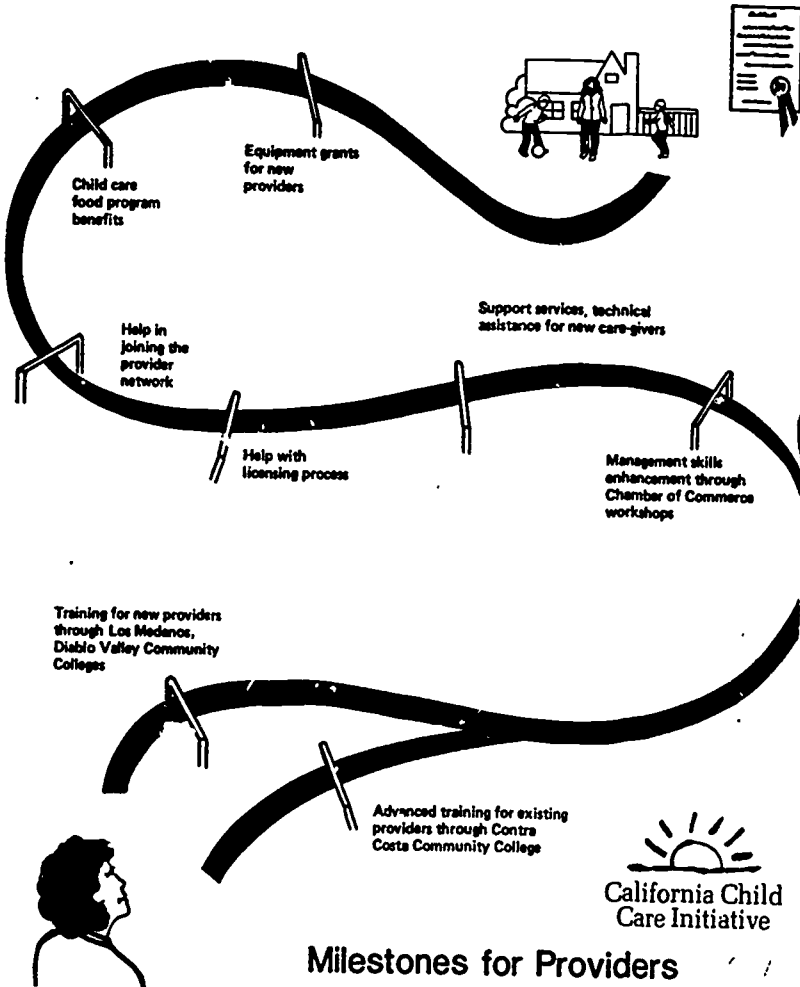 Equipment grants
for new
providers
Child care
food program
benefits
Support services, technical
assistance for new care-givers
Help in
joining the
provider
network
Help with
licensing process
Management skills
enhancement through
Chamber of Commerce
workshops
Training for new providers
through Los Medanos,
Diablo Valley Community
Colleges
Advanced training for existing
providers through Contra
Costa Community College
California Child
Care Initiative
Milestones for Providers